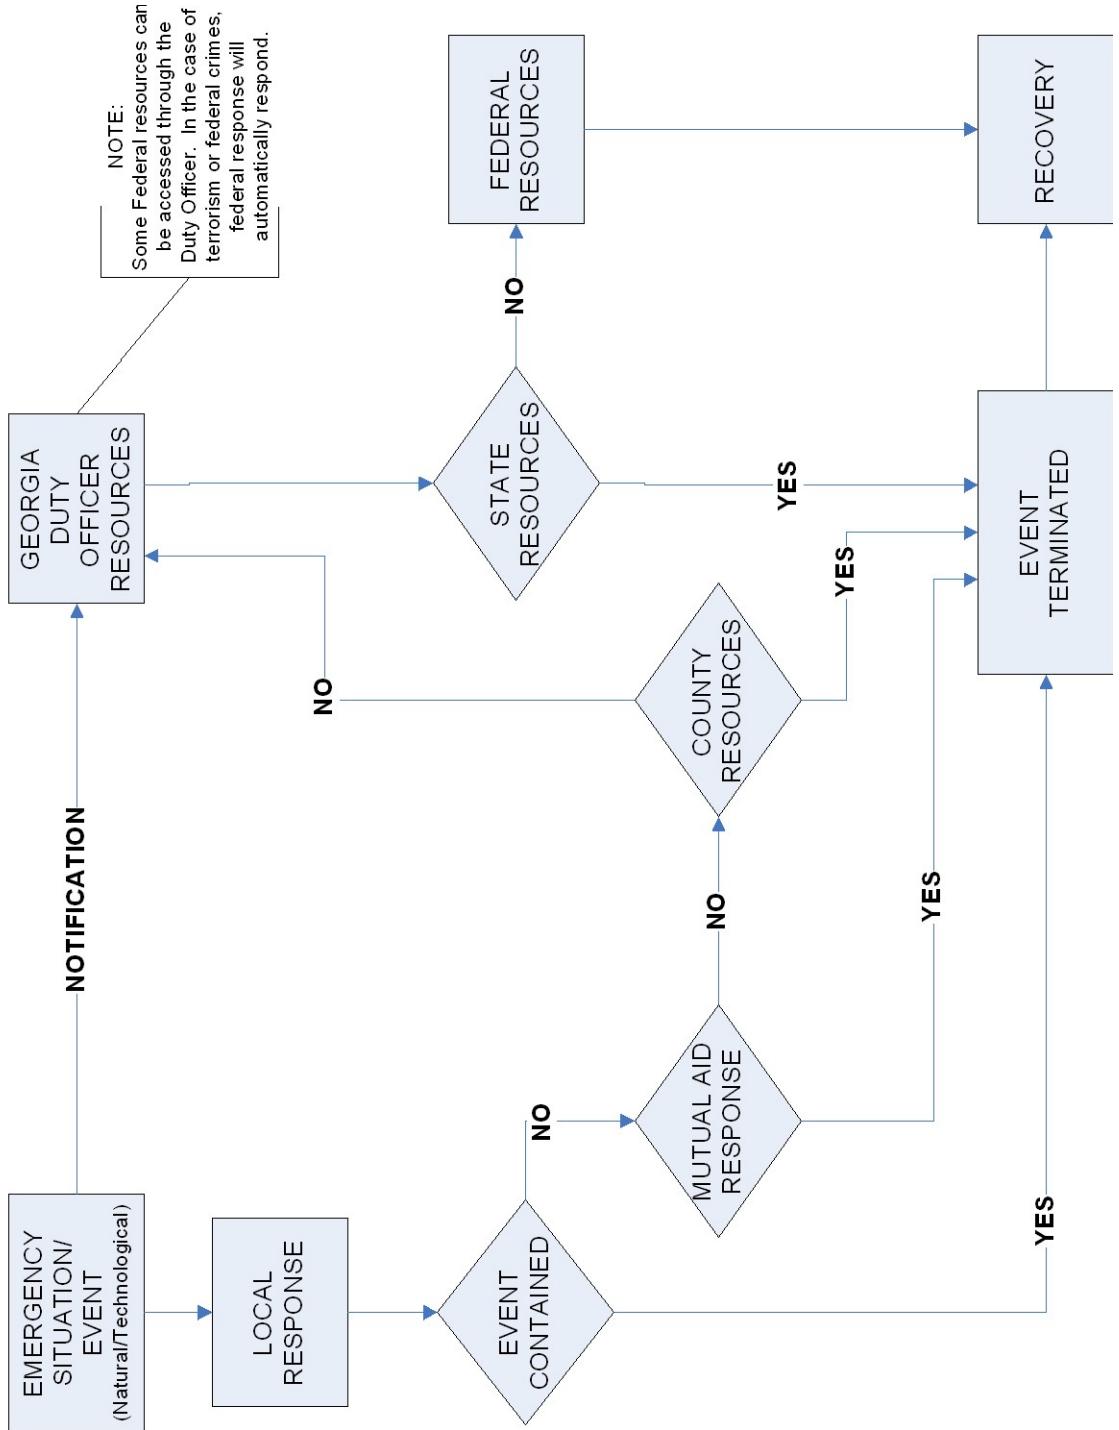 EMERGENCY
SITUATION/
EVENT
(Natural/Technological)
NOTIFICATION
GEORGIA
DUTY
OFFICER
RESOURCES
NOTE:
Some Federal resources can
be accessed through the
Duty Officer. In the case of
terrorism or federal crimes,
federal response will
automatically respond.
LOCAL
RESPONSE
EVENT
CONTAINED
NO
MUTUAL AID
RESPONSE
NO
COUNTY
RESOURCES
NO
STATE
RESOURCES
NO
FEDERAL
RESOURCES
YES
YES
YES
YES
EVENT
TERMINATED
RECOVERY